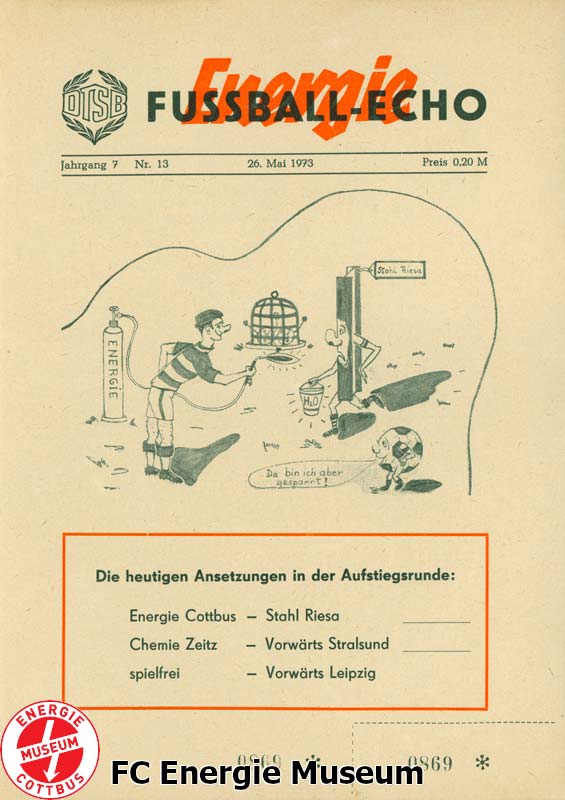 Energie
DTSB
FUSSBALL-ECHO
Jahrgang 7 Nr. 13 26. Mai 1973 Preis 0,20 M
Stahl Riesa
ENERGIE
H₂O
Da bin ich aber
gespannt!
Die heutigen Ansetzungen in der Aufstiegsrunde:
Energie Cottbus – Stahl Riesa
Chemie Zeitz – Vorwärts Stralsund
spielfrei – Vorwärts Leipzig
0869 * 0869 *
ENERGIE
MUSEUM
COTTBUS
FC Energie Museum